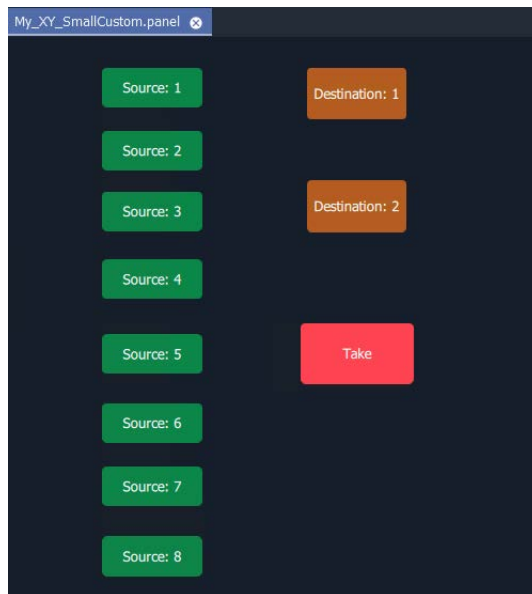 My_XY_SmallCustom.panel
Source: 1
Destination: 1
Source: 2
Source: 3
Destination: 2
Source: 4
Source: 5
Take
Source: 6
Source: 7
Source: 8